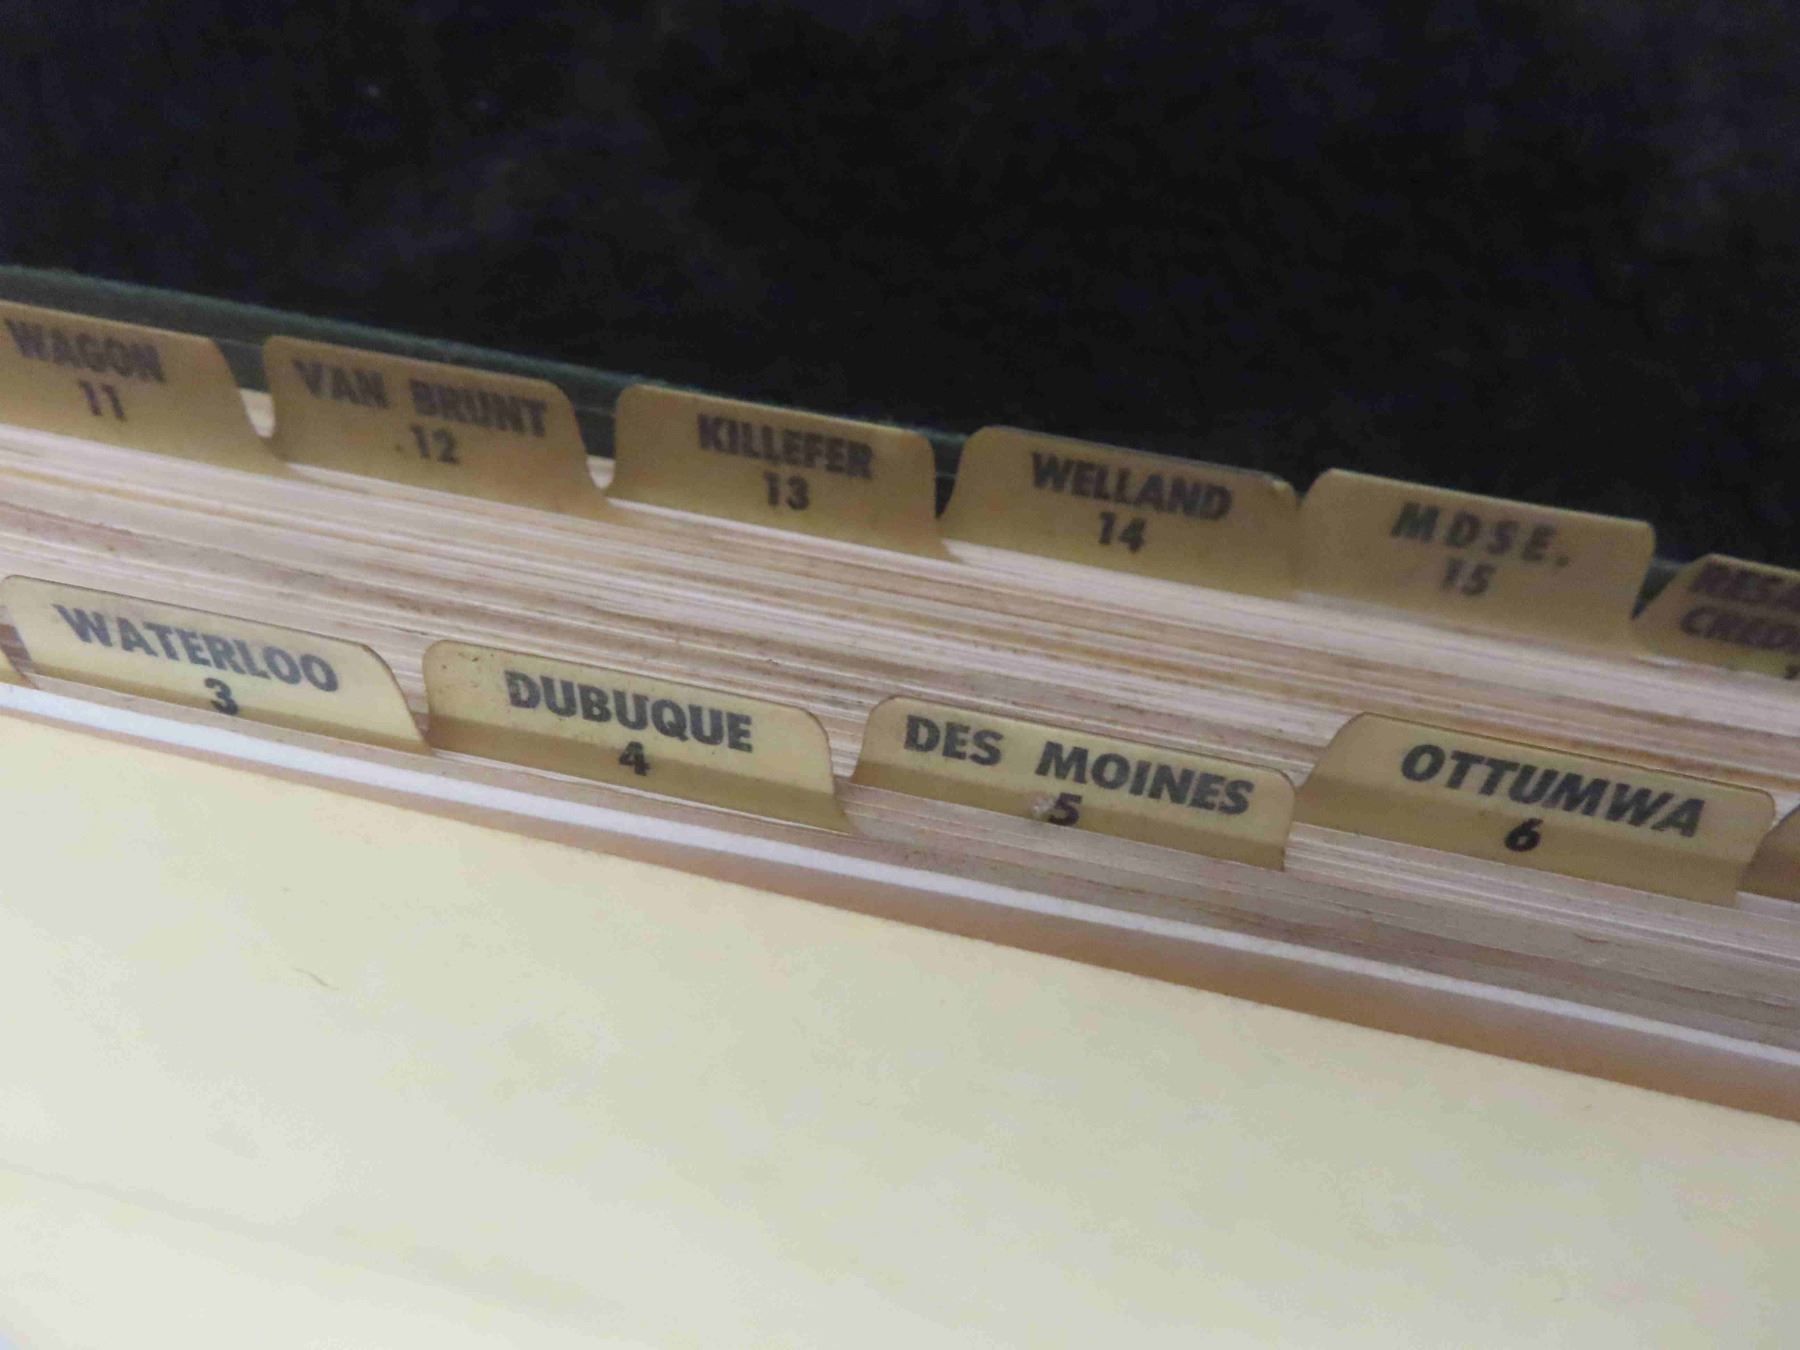 WAGON
11
VAN BRUNT
12
KILLEFER
13
WELLAND
14
MDSE.
15
WATERLOO
3
DUBUQUE
4
DES MOINES
5
OTTUMWA
6